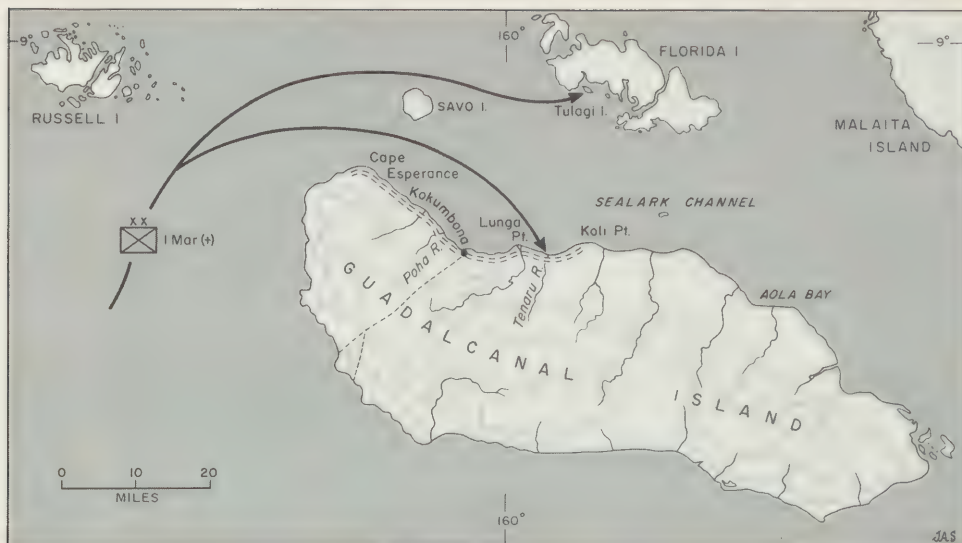 9°
160°
9°
RUSSELL I
SAVO I.
FLORIDA I
Tulagi I.
MALAITA
ISLAND
Cape
Esperance
Kokumbona
Lunga
Pt.
SEALARK CHANNEL
Koli Pt.
XX
1 Mar (+)
Poha R.
Tenaru R.
AOLA BAY
GUADALCANAL
ISLAND
0 10 20
MILES
160°
JAS